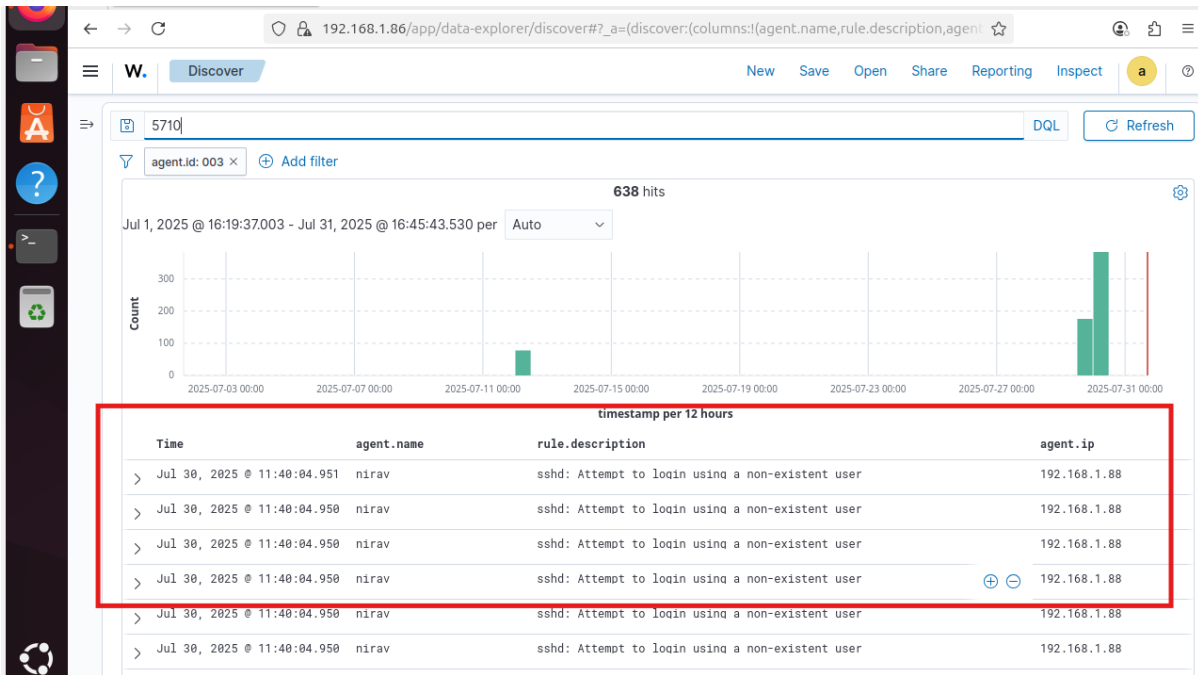 192.168.1.86/app/data-explorer/discover#?_a=(discover:(columns:!(agent.name,rule.description,agent
W. Discover New Save Open Share Reporting Inspect a ?
5710 DQL Refresh
agent.id: 003 × Add filter
638 hits
Jul 1, 2025 @ 16:19:37.003 - Jul 31, 2025 @ 16:45:43.530 per Auto
Count
300
200
100
0
2025-07-03 00:00 2025-07-07 00:00 2025-07-11 00:00 2025-07-15 00:00 2025-07-19 00:00 2025-07-23 00:00 2025-07-27 00:00 2025-07-31 00:00
timestamp per 12 hours
Time agent.name rule.description agent.ip
Jul 30, 2025 @ 11:40:04.951 nirav sshd: Attempt to login using a non-existent user 192.168.1.88
Jul 30, 2025 @ 11:40:04.950 nirav sshd: Attempt to login using a non-existent user 192.168.1.88
Jul 30, 2025 @ 11:40:04.950 nirav sshd: Attempt to login using a non-existent user 192.168.1.88
Jul 30, 2025 @ 11:40:04.950 nirav sshd: Attempt to login using a non-existent user 192.168.1.88
Jul 30, 2025 @ 11:40:04.950 nirav sshd: Attempt to login using a non-existent user 192.168.1.88
Jul 30, 2025 @ 11:40:04.950 nirav sshd: Attempt to login using a non-existent user 192.168.1.88